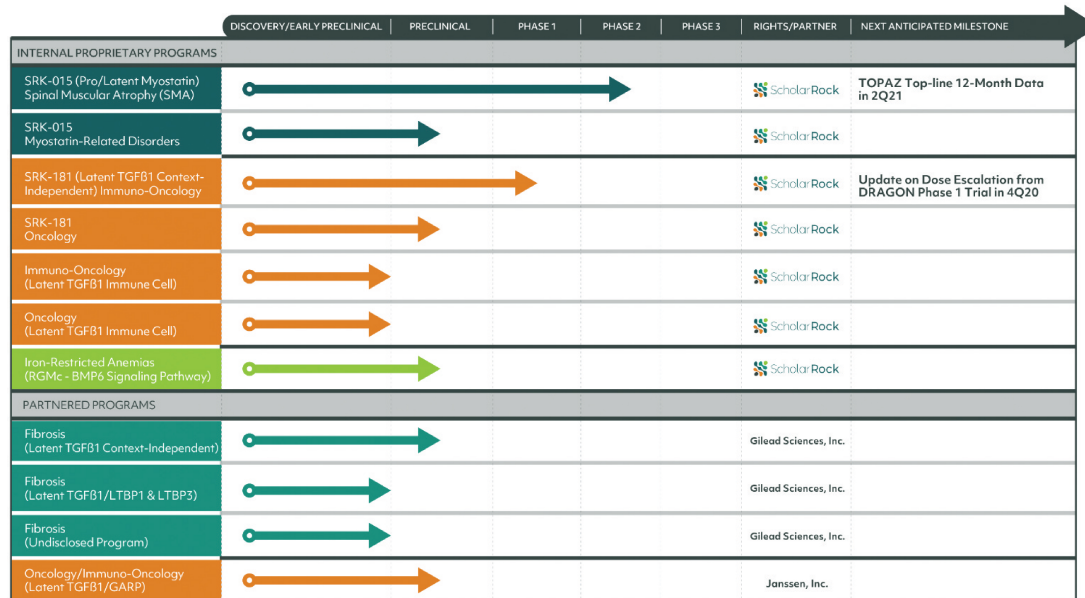 DISCOVERY/EARLY PRECLINICAL PRECLINICAL PHASE 1 PHASE 2 PHASE 3 RIGHTS/PARTNER NEXT ANTICIPATED MILESTONE
INTERNAL PROPRIETARY PROGRAMS
SRK-015 (Pro/Latent Myostatin)
Spinal Muscular Atrophy (SMA)
ScholarRock
TOPAZ Top-line 12-Month Data
in 2Q21
SRK-015
Myostatin-Related Disorders
ScholarRock
SRK-181 (Latent TGFβ1 Context-
Independent) Immuno-Oncology
ScholarRock
Update on Dose Escalation from
DRAGON Phase 1 Trial in 4Q20
SRK-181
Oncology
ScholarRock
Immuno-Oncology
(Latent TGFβ1 Immune Cell)
ScholarRock
Oncology
(Latent TGFβ1 Immune Cell)
ScholarRock
Iron-Restricted Anemias
(RGMc - BMP6 Signaling Pathway)
ScholarRock
PARTNERED PROGRAMS
Fibrosis
(Latent TGFβ1 Context-Independent)
Gilead Sciences, Inc.
Fibrosis
(Latent TGFβ1/LTBP1 & LTBP3)
Gilead Sciences, Inc.
Fibrosis
(Undisclosed Program)
Gilead Sciences, Inc.
Oncology/Immuno-Oncology
(Latent TGFβ1/GARP)
Janssen, Inc.